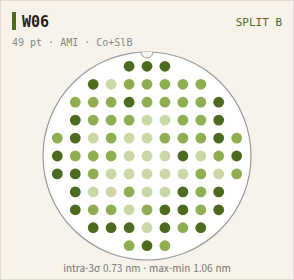 W06
SPLIT B
49 pt · AMI · Co+SlB
intra-3σ 0.73 nm · max-min 1.06 nm